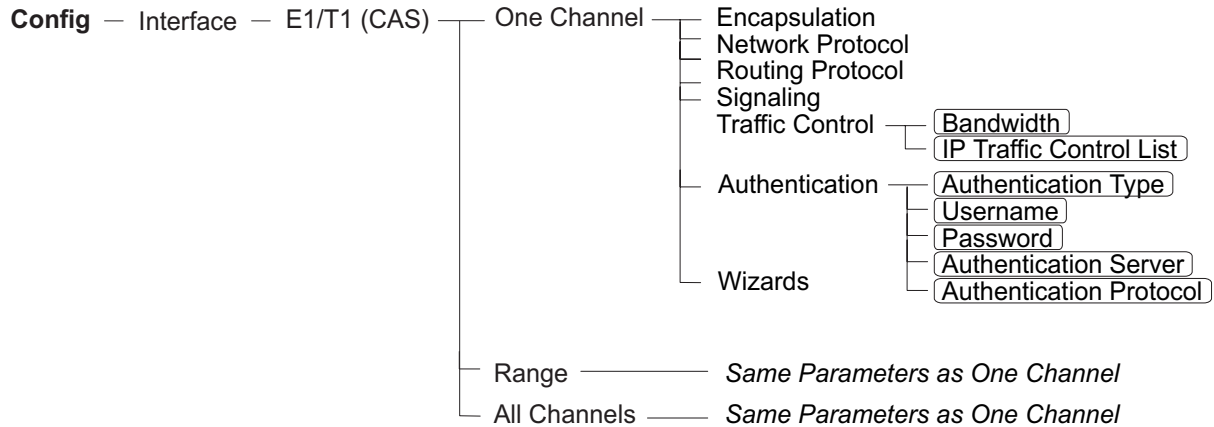 Config Interface E1/T1 (CAS) One Channel Encapsulation
Network Protocol
Routing Protocol
Signaling
Traffic Control Bandwidth
IP Traffic Control List
Authentication Authentication Type
Username
Password
Authentication Server
Wizards Authentication Protocol
Range Same Parameters as One Channel
All Channels Same Parameters as One Channel